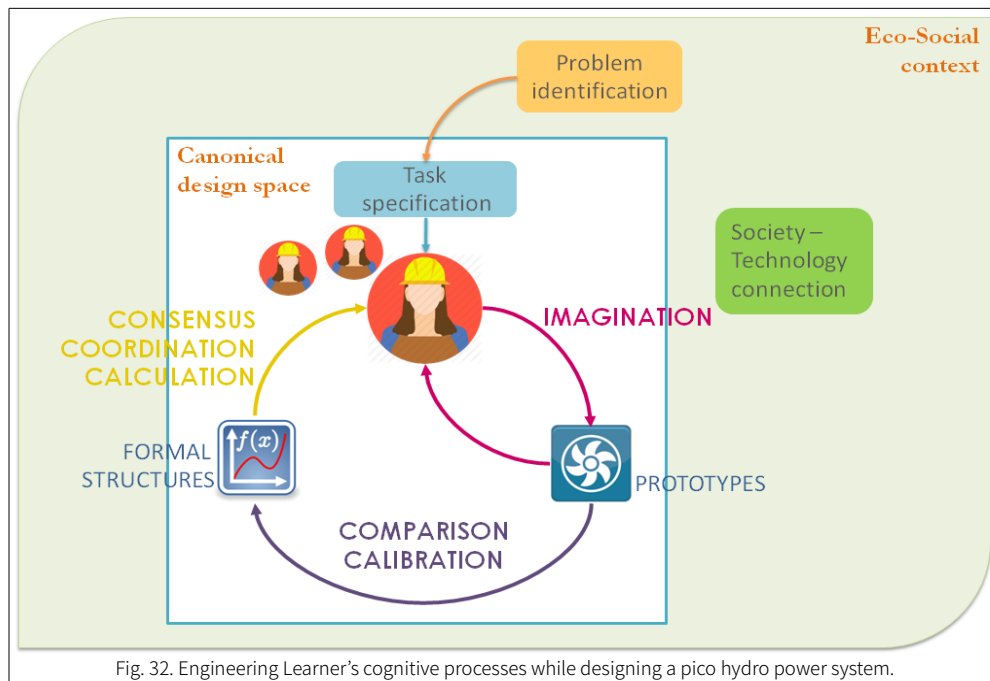 Eco-Social
context
Problem
identification
Canonical
design space
Task
specification
Society –
Technology
connection
IMAGINATION
CONSENSUS
COORDINATION
CALCULATION
f(x)
FORMAL
STRUCTURES
PROTOTYPES
COMPARISON
CALIBRATION
Fig. 32. Engineering Learner’s cognitive processes while designing a pico hydro power system.